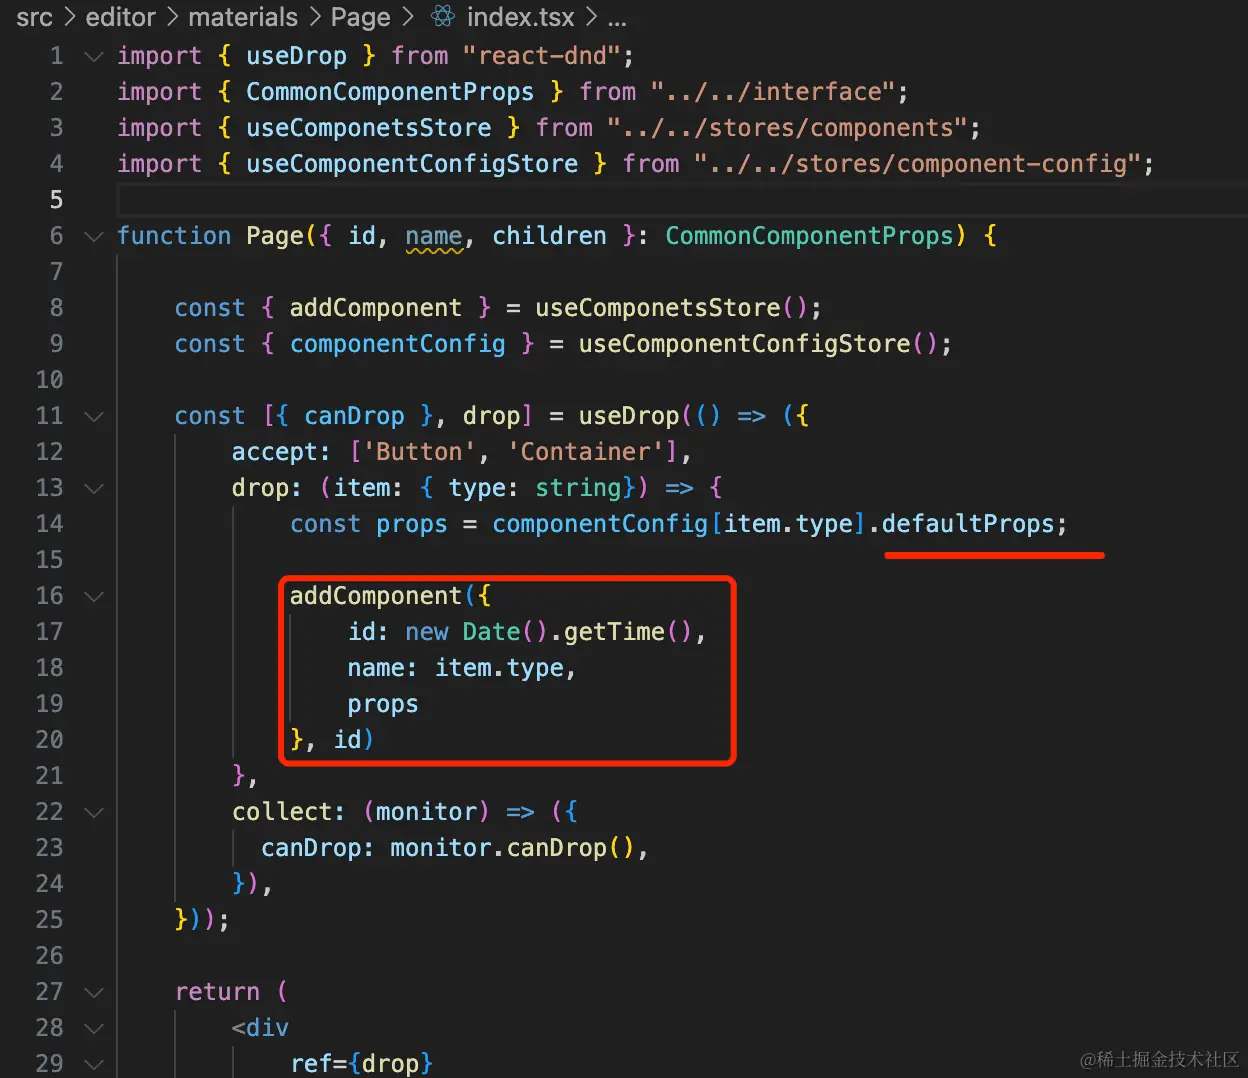 src > editor > materials > Page > index.tsx > ...
1 import { useDrop } from "react-dnd";
2 import { CommonComponentProps } from "../../interface";
3 import { useComponetsStore } from "../../stores/components";
4 import { useComponentConfigStore } from "../../stores/component-config";
5
6 function Page({ id, name, children }: CommonComponentProps) {
7
8     const { addComponent } = useComponetsStore();
9     const { componentConfig } = useComponentConfigStore();
10
11     const [{ canDrop }, drop] = useDrop(() => ({
12         accept: ['Button', 'Container'],
13         drop: (item: { type: string}) => {
14             const props = componentConfig[item.type].defaultProps;
15
16             addComponent({
17                 id: new Date().getTime(),
18                 name: item.type,
19                 props
20             }, id)
21         },
22         collect: (monitor) => ({
23           canDrop: monitor.canDrop(),
24         }),
25     }));
26
27     return (
28         <div
29             ref={drop}
@稀土掘金技术社区